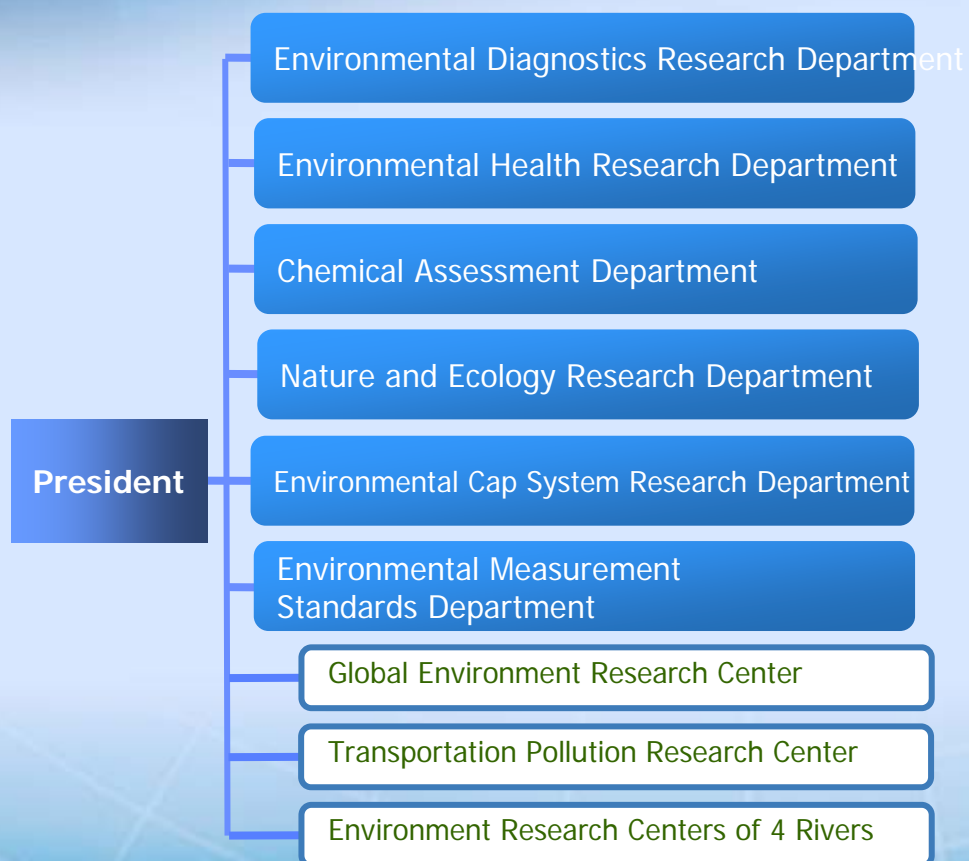 Environmental Diagnostics Research Department
Environmental Health Research Department
Chemical Assessment Department
Nature and Ecology Research Department
President
Environmental Cap System Research Department
Environmental Measurement
Standards Department
Global Environment Research Center
Transportation Pollution Research Center
Environment Research Centers of 4 Rivers